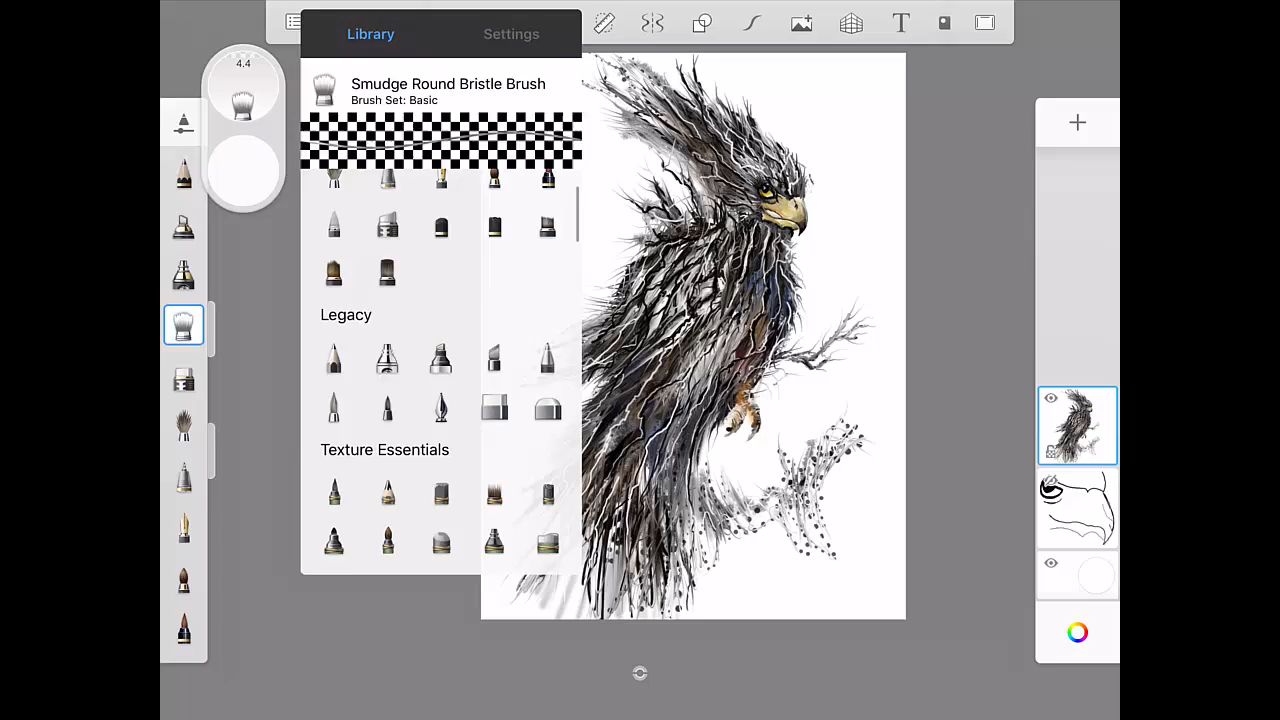 Library
Settings
4.4
Smudge Round Bristle Brush
Brush Set: Basic
Legacy
Texture Essentials